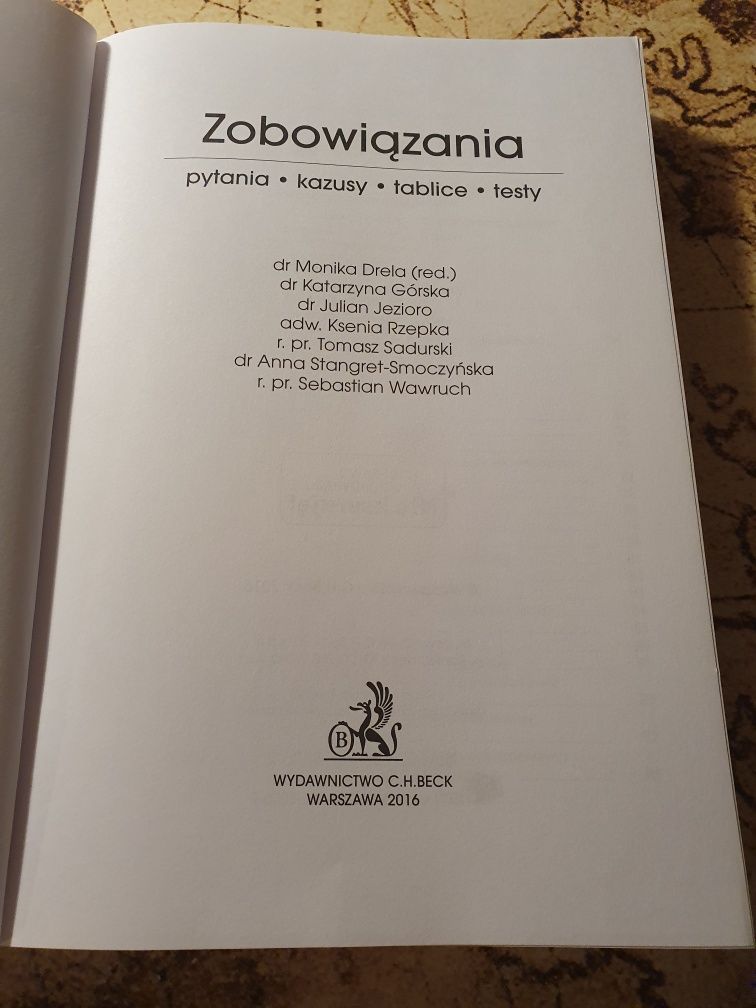 Zobowiązania
pytania • kazusy • tablice • testy
dr Monika Drela (red.)
dr Katarzyna Górska
dr Julian Jezioro
adw. Ksenia Rzepka
r. pr. Tomasz Sadurski
dr Anna Stangret-Smoczyńska
r. pr. Sebastian Wawruch
B
WYDAWNICTWO C.H.BECK
WARSZAWA 2016